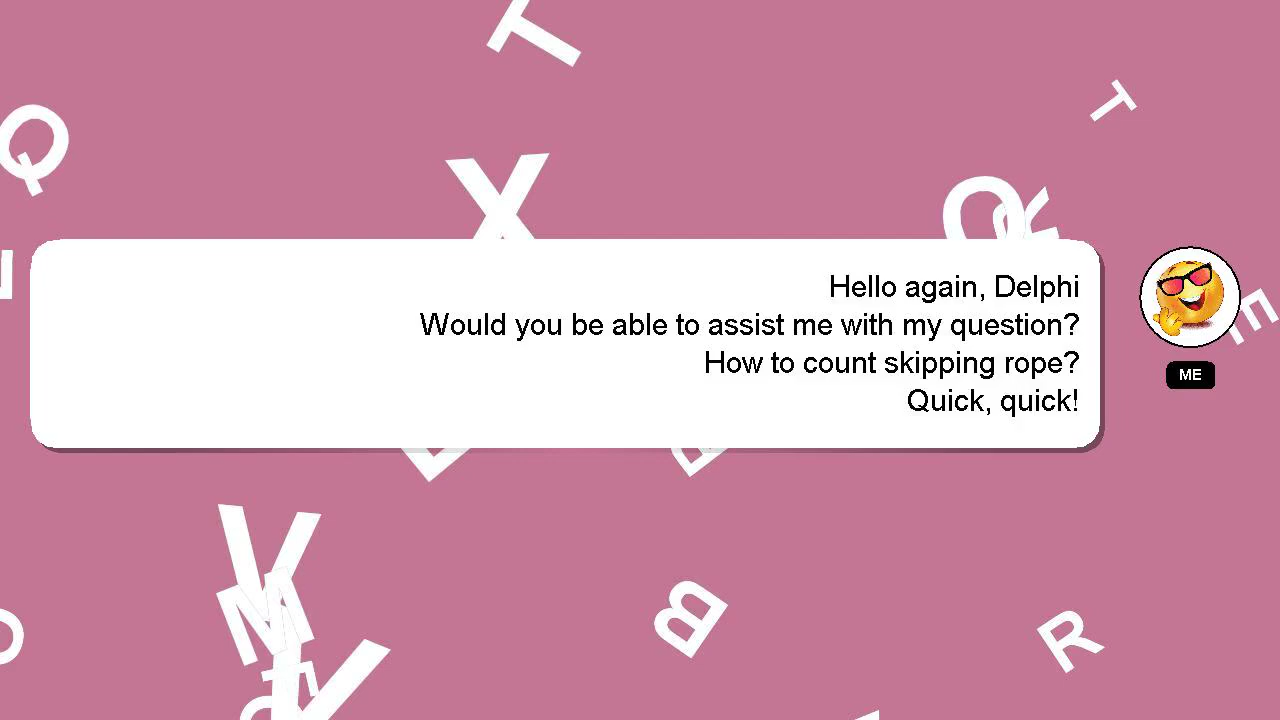 Hello again, Delphi
Would you be able to assist me with my question?
How to count skipping rope?
Quick, quick!
ME
T
T
Q
X
Q
E
V
M
B
R